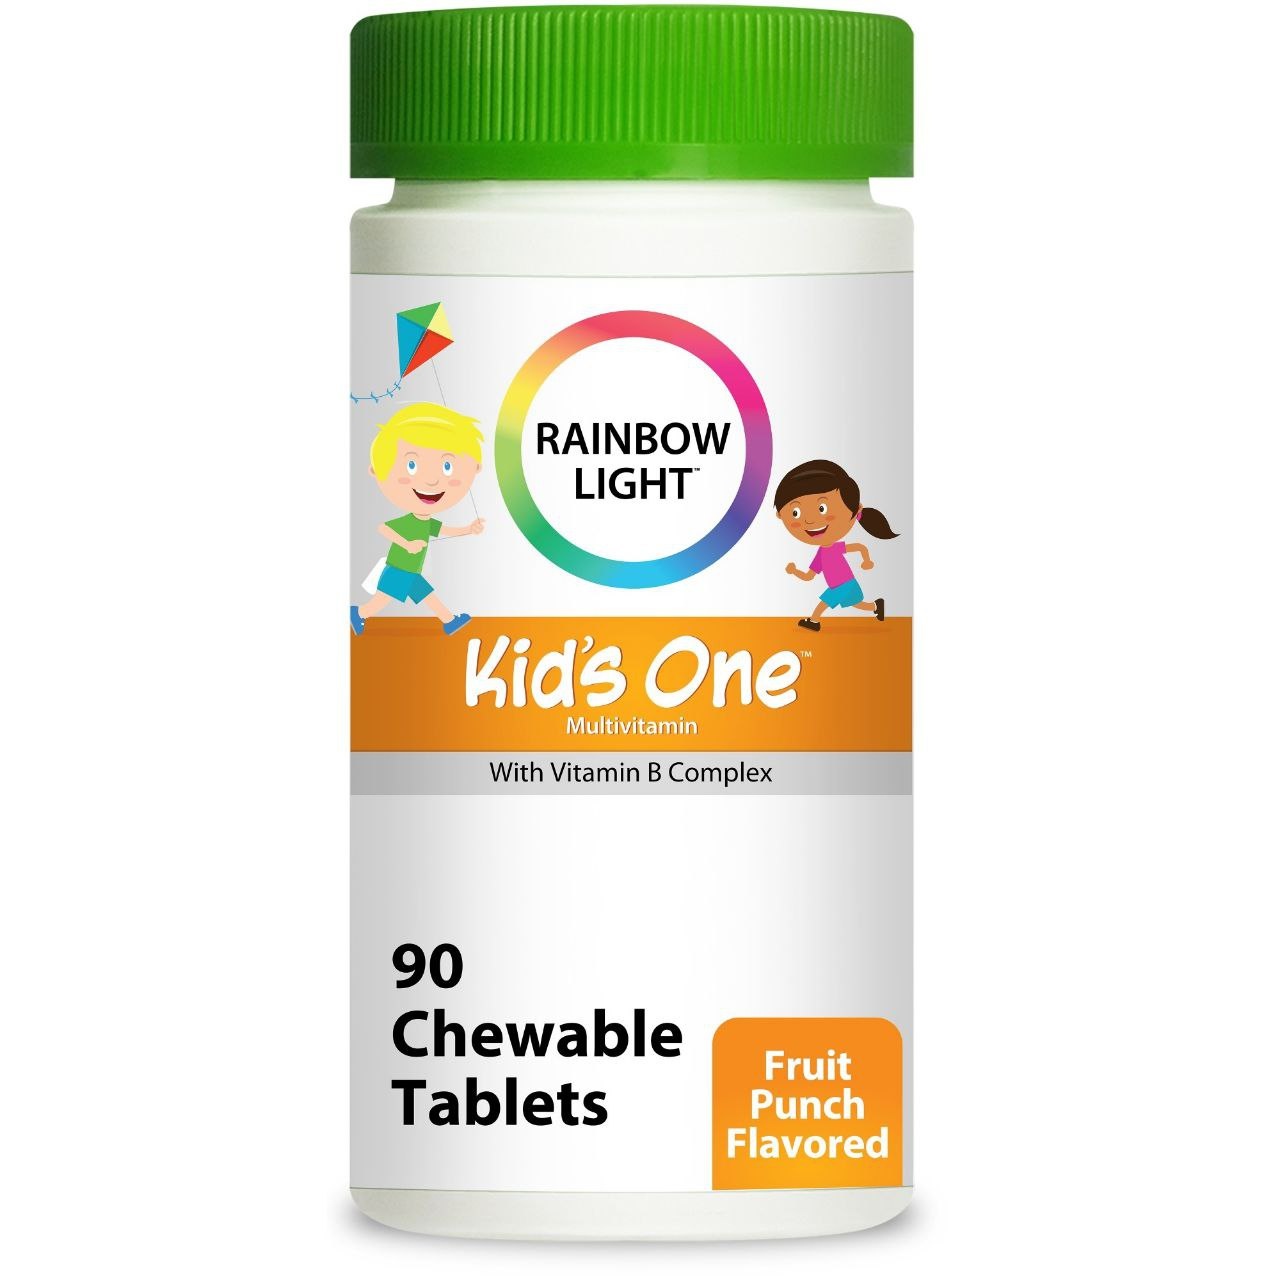 RAINBOW
LIGHT™
Kid's One™
Multivitamin
With Vitamin B Complex
90
Chewable
Tablets
Fruit
Punch
Flavored